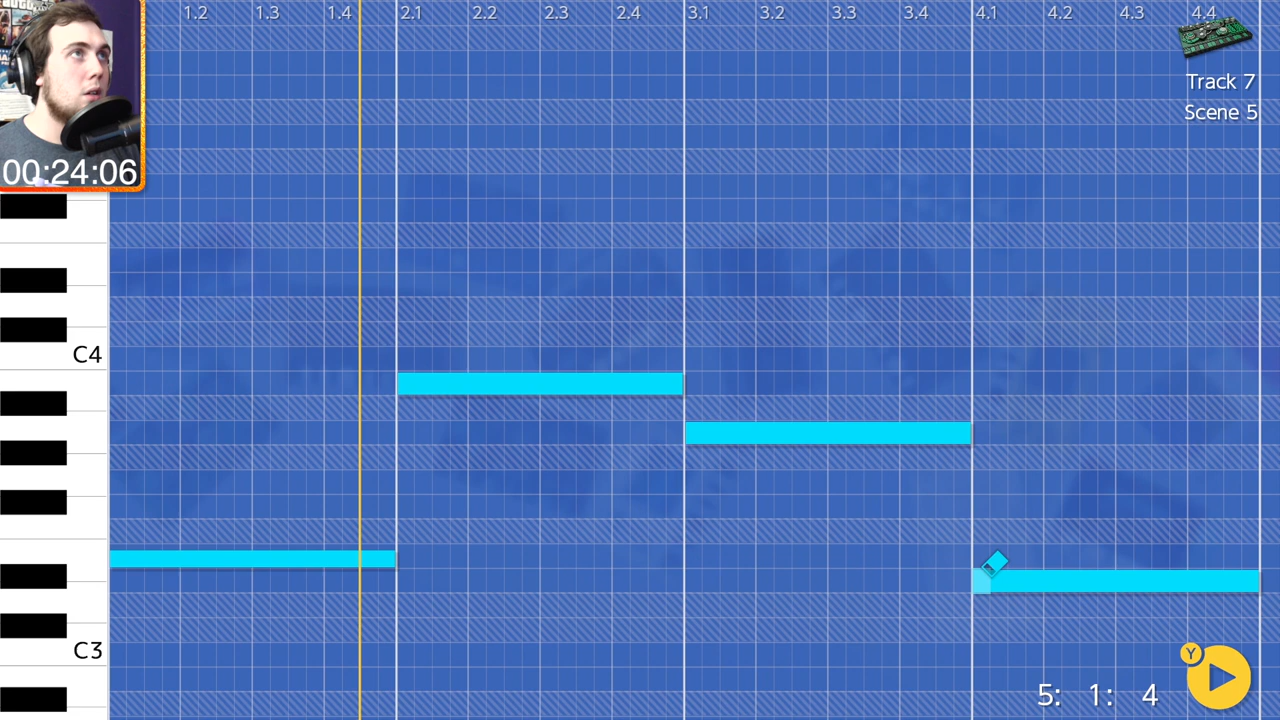 1.2 1.3 1.4 2.1 2.2 2.3 2.4 3.1 3.2 3.3 3.4 4.1 4.2 4.3 4.4
Track 7
Scene 5
00:24:06
C4
C3
Y
5: 1: 4